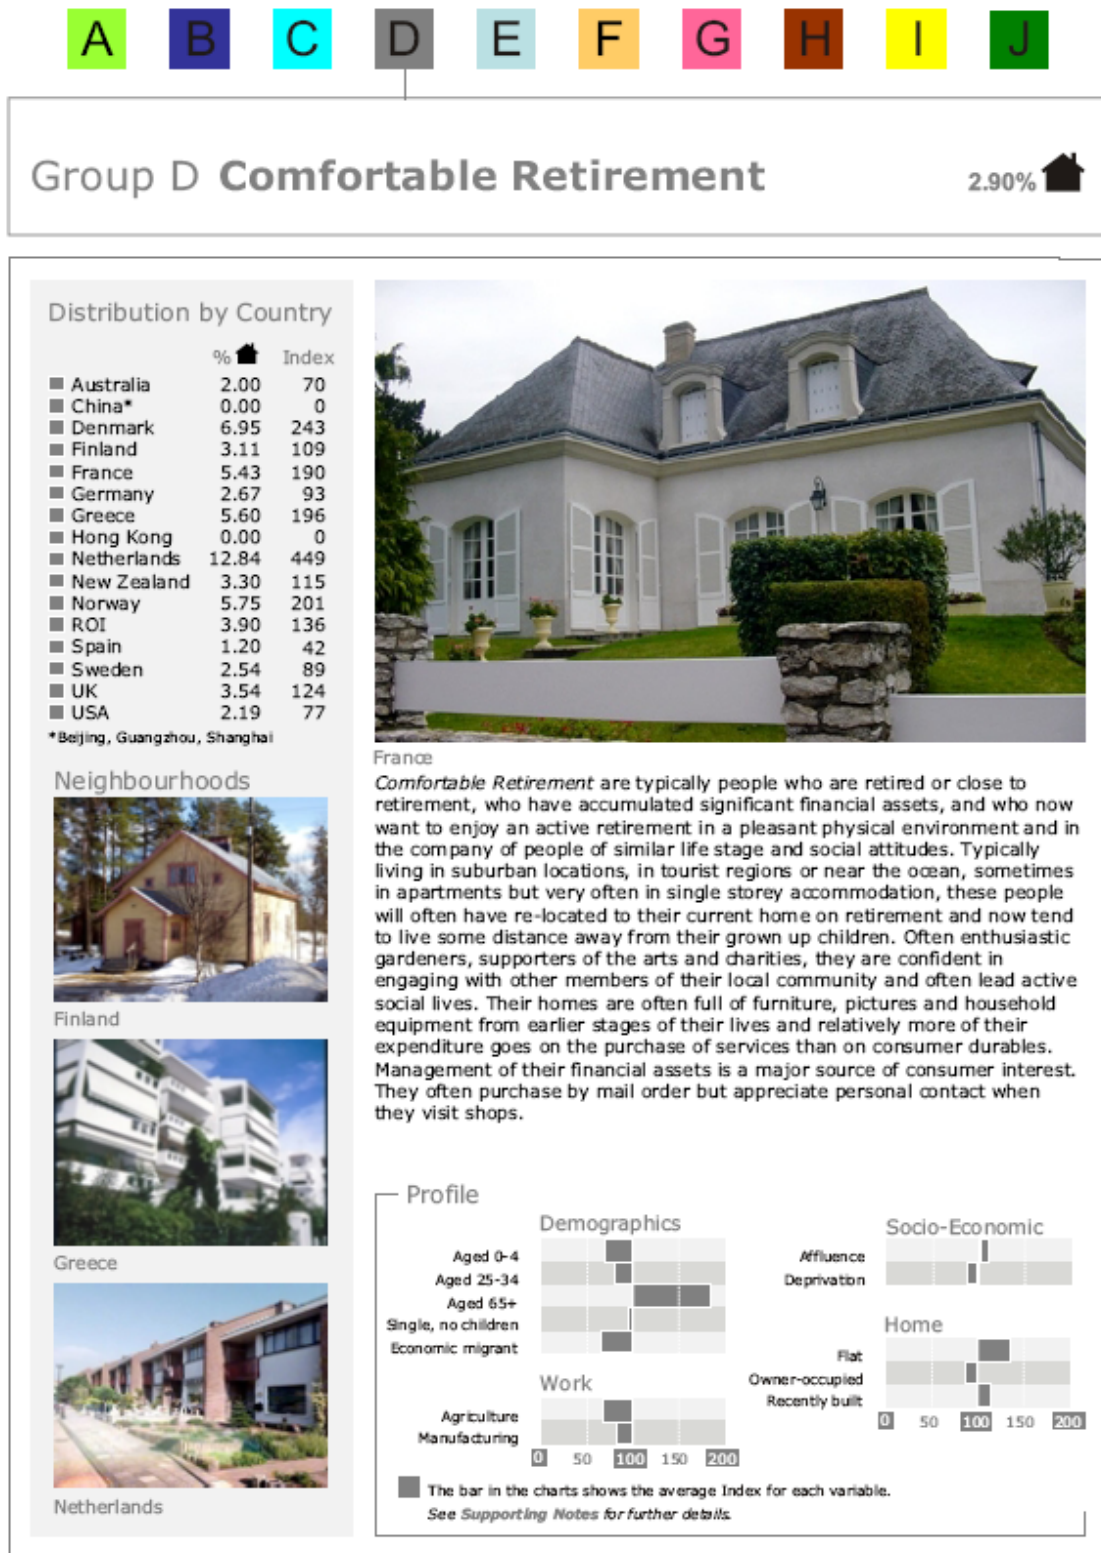 A B C D E F G H I J
Group D Comfortable Retirement 2.90%
Distribution by Country
% Index
Australia 2.00 70
China* 0.00 0
Denmark 6.95 243
Finland 3.11 109
France 5.43 190
Germany 2.67 93
Greece 5.60 196
Hong Kong 0.00 0
Netherlands 12.84 449
New Zealand 3.30 115
Norway 5.75 201
ROI 3.90 136
Spain 1.20 42
Sweden 2.54 89
UK 3.54 124
USA 2.19 77
*Beijing, Guangzhou, Shanghai
Neighbourhoods
Finland
Greece
Netherlands
France
Comfortable Retirement are typically people who are retired or close to
retirement, who have accumulated significant financial assets, and who now
want to enjoy an active retirement in a pleasant physical environment and in
the company of people of similar life stage and social attitudes. Typically
living in suburban locations, in tourist regions or near the ocean, sometimes
in apartments but very often in single storey accommodation, these people
will often have re-located to their current home on retirement and now tend
to live some distance away from their grown up children. Often enthusiastic
gardeners, supporters of the arts and charities, they are confident in
engaging with other members of their local community and often lead active
social lives. Their homes are often full of furniture, pictures and household
equipment from earlier stages of their lives and relatively more of their
expenditure goes on the purchase of services than on consumer durables.
Management of their financial assets is a major source of consumer interest.
They often purchase by mail order but appreciate personal contact when
they visit shops.
Profile
Demographics
Aged 0-4
Aged 25-34
Aged 65+
Single, no children
Economic migrant
Work
Agriculture
Manufacturing
0 50 100 150 200
Socio-Economic
Affluence
Deprivation
Home
Flat
Owner-occupied
Recently built
0 50 100 150 200
The bar in the charts shows the average Index for each variable.
See Supporting Notes for further details.